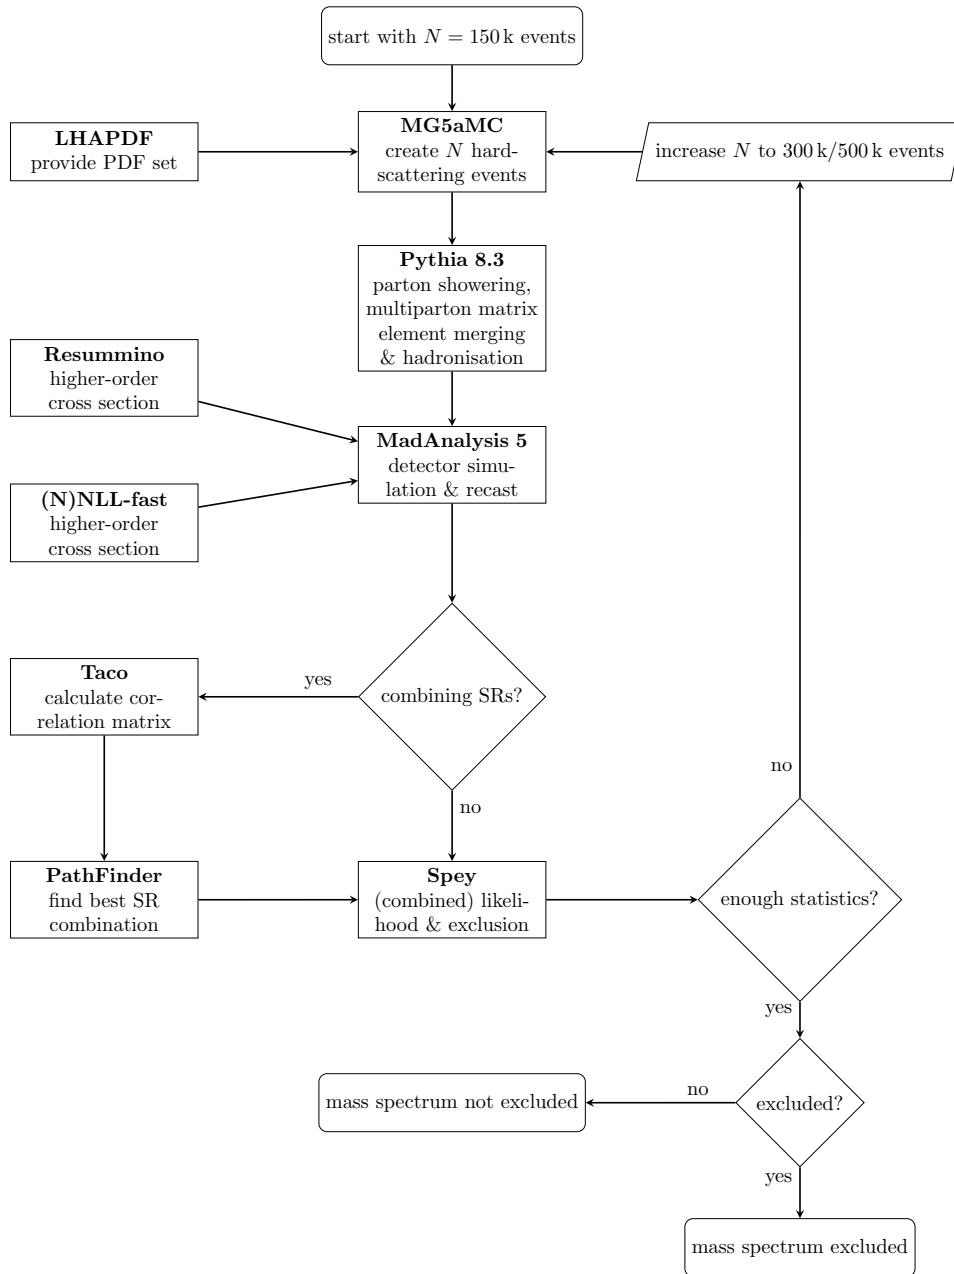 start with N = 150 k events
LHAPDF
provide PDF set
MG5aMC
create N hard-
scattering events
increase N to 300 k/500 k events
Pythia 8.3
parton showering,
multiparton matrix
element merging
& hadronisation
Resummino
higher-order
cross section
MadAnalysis 5
detector simu-
lation & recast
(N)NLL-fast
higher-order
cross section
Taco
calculate cor-
relation matrix
yes
combining SRs?
no
no
PathFinder
find best SR
combination
Spey
(combined) likeli-
hood & exclusion
enough statistics?
yes
mass spectrum not excluded
no
excluded?
yes
mass spectrum excluded